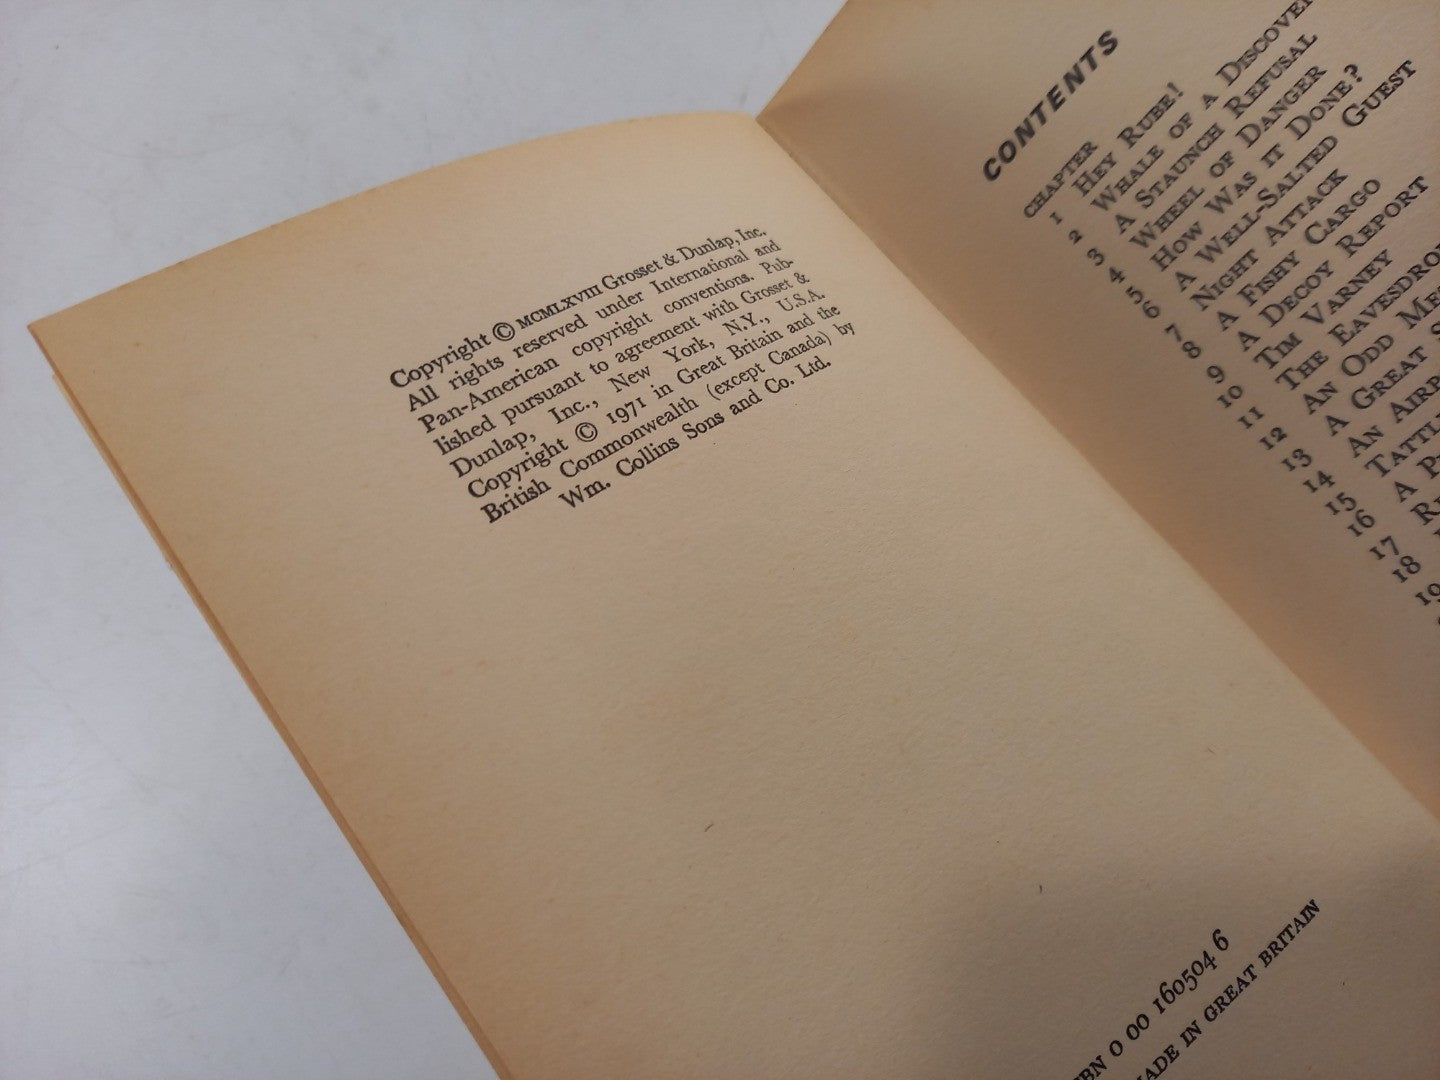 Copyright © MCMLXVIII Grosset & Dunlap, Inc.
All rights reserved under International and
Pan-American copyright conventions. Pub-
lished pursuant to agreement with Grosset &
Dunlap, Inc., New York, N.Y., U.S.A.
Copyright © 1971 in Great Britain and the
British Commonwealth (except Canada) by
Wm. Collins Sons and Co. Ltd.
0 00 160504 6
IN GREAT BRITAIN
CONTENTS
CHAPTER
1 HEY RUBE!
2 WHALE OF A
3 A STAUNCH REFUSAL
4 WHEEL OF DANGER
5 HOW WAS IT DONE?
6 A WELL-SALTED GUEST
7 NIGHT ATTACK
8 A FISHY CARGO
9 A DECOY REPORT
10 TIM VARNEY
11 THE
12 AN ODD
13 A GREAT
14 AN
15
16 A
17
18
19